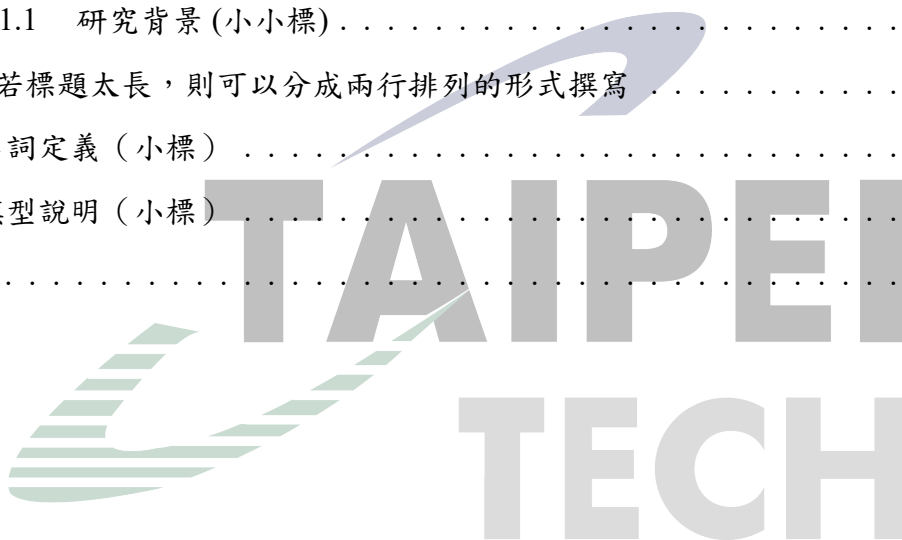 1.1 研究背景 (小小標) . . . . . . . . . . . . . . . . . . . . . . . .
若標題太長，則可以分成兩行排列的形式撰寫 . . . . . . . . . . .
詞定義（小標） . . . . . . . . . . . . . . . . . . . . . . . . . . . .
型說明（小標） . . . . . . . . . . . . . . . . . . . . . . . . . . . .
. . . . . . . . . . . . . . . . . . . . . . . . . . . . . . . . . . . . . .
TAIPEI
TECH